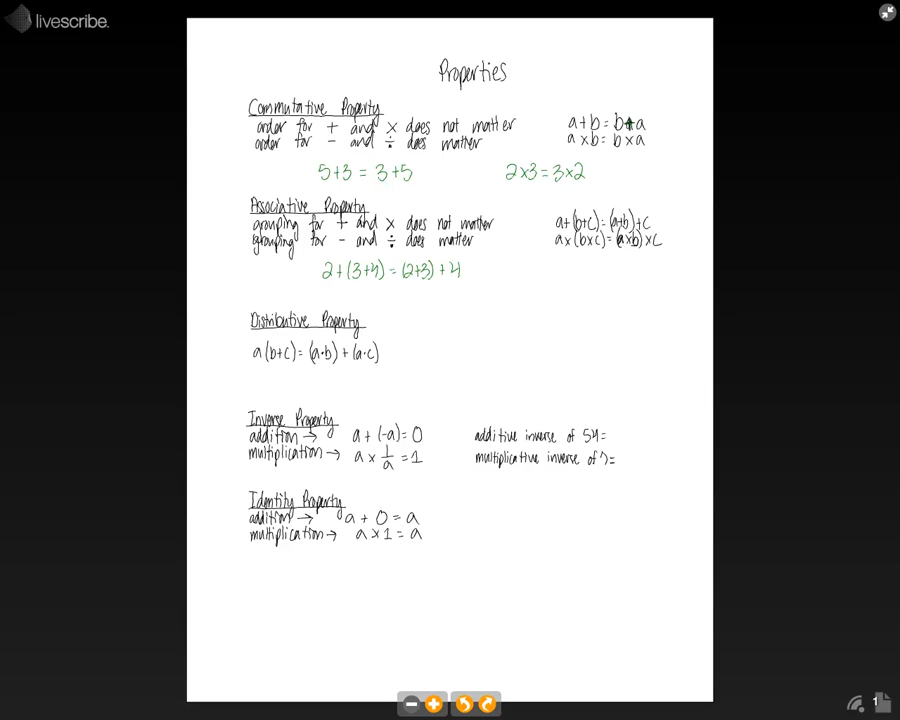 livescribe.
Properties
Commutative Property
order for + and × does not matter
a+b = b+a
order for - and ÷ does matter
a×b = b×a
5+3 = 3+5
2×3=3×2
Associative Property
grouping for + and × does not matter
a+(b+c)=(a+b)+c
grouping for - and ÷ does matter
a×(b×c)=(a×b)×c
2+(3+4)=(2+3)+4
Distributive Property
a(b+c)=(a·b)+(a·c)
Inverse Property
addition → a+(-a)=0
additive inverse of 54=
multiplication → a × 1/a = 1
multiplicative inverse of =
Identity Property
addition → a + 0 = a
multiplication → a × 1 = a
1